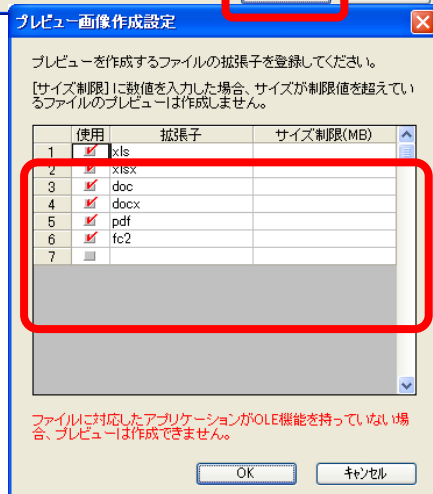 プレビュー画像作成設定
プレビューを作成するファイルの拡張子を登録してください。
[サイズ制限]に数値を入力した場合、サイズが制限値を超えてい
るファイルのプレビューは作成しません。
使用 拡張子 サイズ制限(MB)
1 xls
2 xlsx
3 doc
4 docx
5 pdf
6 fc2
7
ファイルに対応したアプリケーションがOLE機能を持っていない場
合、プレビューは作成できません。
OK キャンセル